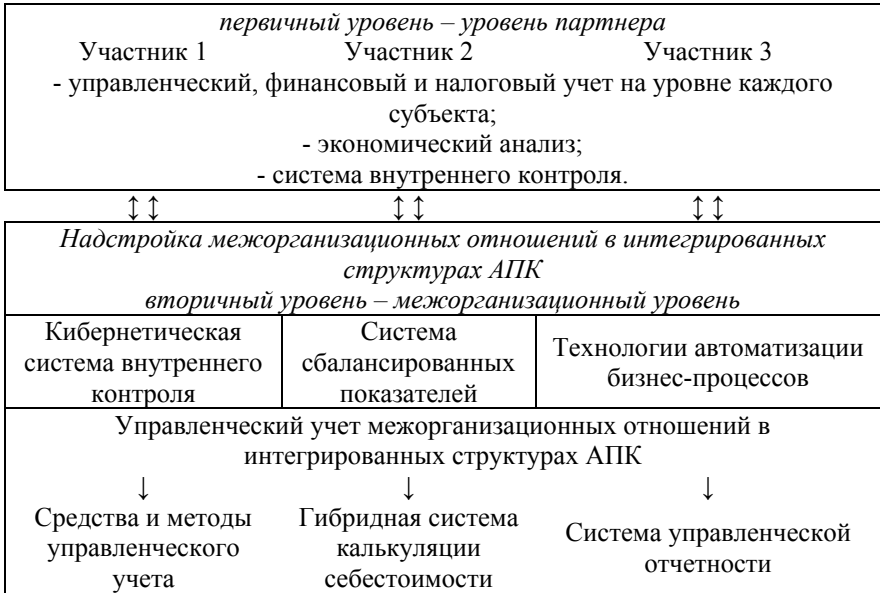 первичный уровень – уровень партнера
Участник 1 Участник 2 Участник 3
- управленческий, финансовый и налоговый учет на уровне каждого
субъекта;
- экономический анализ;
- система внутреннего контроля.
↕↕ ↕↕ ↕↕
Надстройка межорганизационных отношений в интегрированных
структурах АПК
вторичный уровень – межорганизационный уровень
Кибернетическая
система внутреннего
контроля
Система
сбалансированных
показателей
Технологии автоматизации
бизнес-процессов
Управленческий учет межорганизационных отношений в
интегрированных структурах АПК
↓ ↓ ↓
Средства и методы
управленческого
учета
Гибридная система
калькуляции
себестоимости
Система управленческой
отчетности